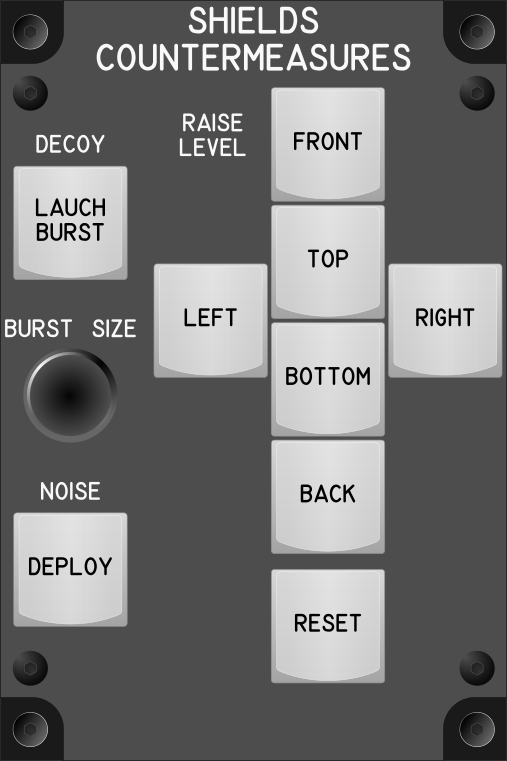 SHIELDS
COUNTERMEASURES
RAISE
LEVEL
FRONT
DECOY
LAUCH
BURST
TOP
LEFT
RIGHT
BURST SIZE
BOTTOM
NOISE
BACK
DEPLOY
RESET